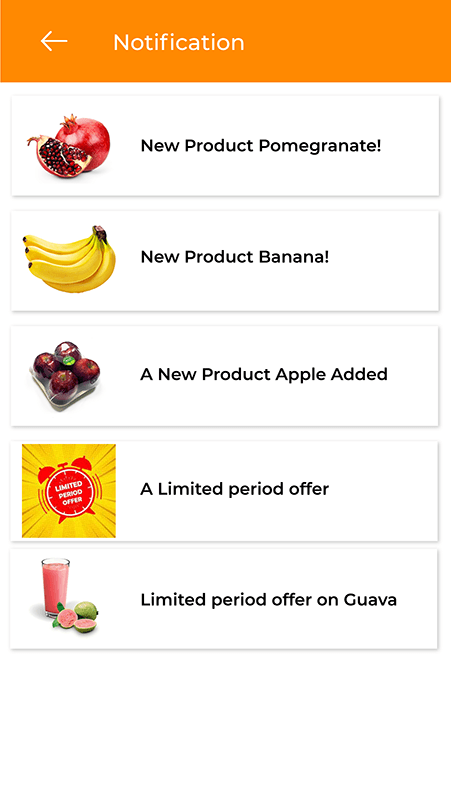 Notification
New Product Pomegranate!
New Product Banana!
A New Product Apple Added
LIMITED
PERIOD
OFFER
A Limited period offer
Limited period offer on Guava